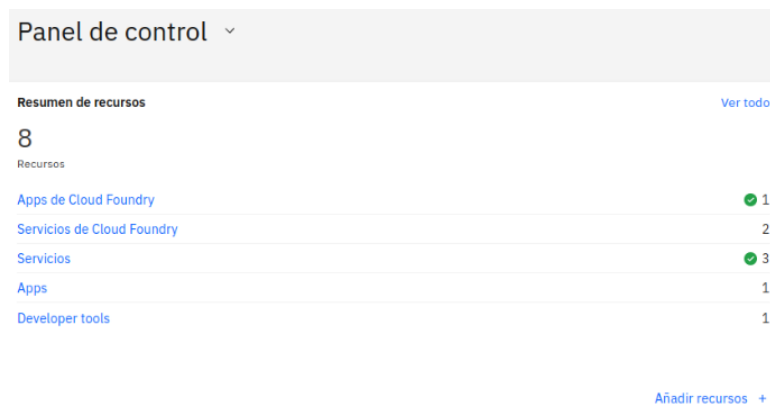 Panel de control
Resumen de recursos Ver todo
8
Recursos
Apps de Cloud Foundry 1
Servicios de Cloud Foundry 2
Servicios 3
Apps 1
Developer tools 1
Añadir recursos +